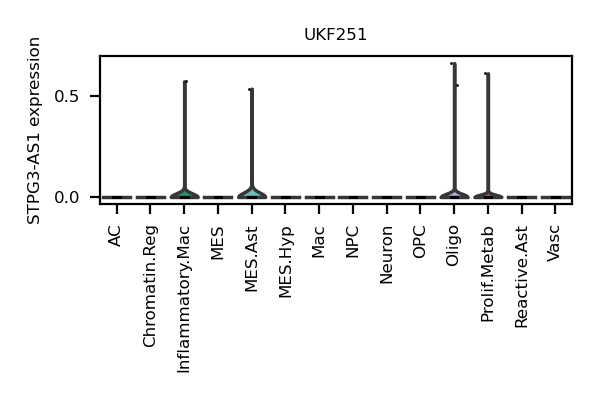 UKF251
STPG3-AS1 expression
0.5
0.0
AC
Chromatin.Reg
Inflammatory.Mac
MES
MES.Ast
MES.Hyp
Mac
NPC
Neuron
OPC
Oligo
Prolif.Metab
Reactive.Ast
Vasc